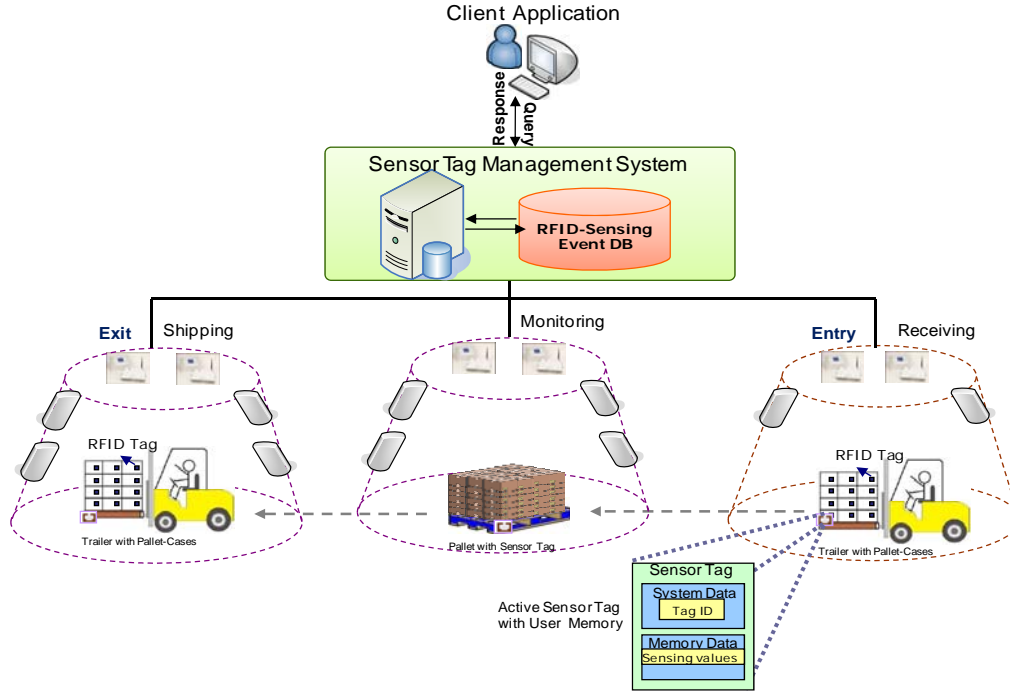 Client Application
Response
Query
Sensor Tag Management System
RFID-Sensing
Event DB
Exit
Shipping
Monitoring
Entry
Receiving
RFID Tag
RFID Tag
Trailer with Pallet-Cases
Pallet with Sensor Tag
Trailer with Pallet-Cases
Active Sensor Tag
with User Memory
Sensor Tag
System Data
Tag ID
Memory Data
Sensing values